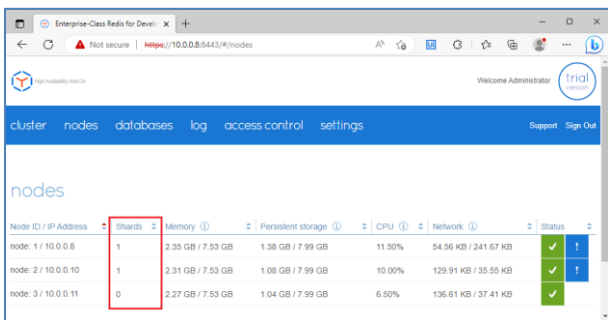 Enterprise-Class Redis for Develo
Not secure https://10.0.0.8:8443/#/nodes
High Availability Add-On
Welcome Administrator
trial
version
cluster nodes databases log access control settings Support Sign Out
nodes
Node ID / IP Address Shards Memory Persistent storage CPU Network Status
node: 1 / 10.0.0.8 1 2.35 GB / 7.53 GB 1.38 GB / 7.99 GB 11.50% 54.56 KB / 241.67 KB
node: 2 / 10.0.0.10 1 2.31 GB / 7.53 GB 1.08 GB / 7.99 GB 10.00% 129.91 KB / 35.55 KB
node: 3 / 10.0.0.11 0 2.27 GB / 7.53 GB 1.04 GB / 7.99 GB 6.50% 136.61 KB / 37.41 KB